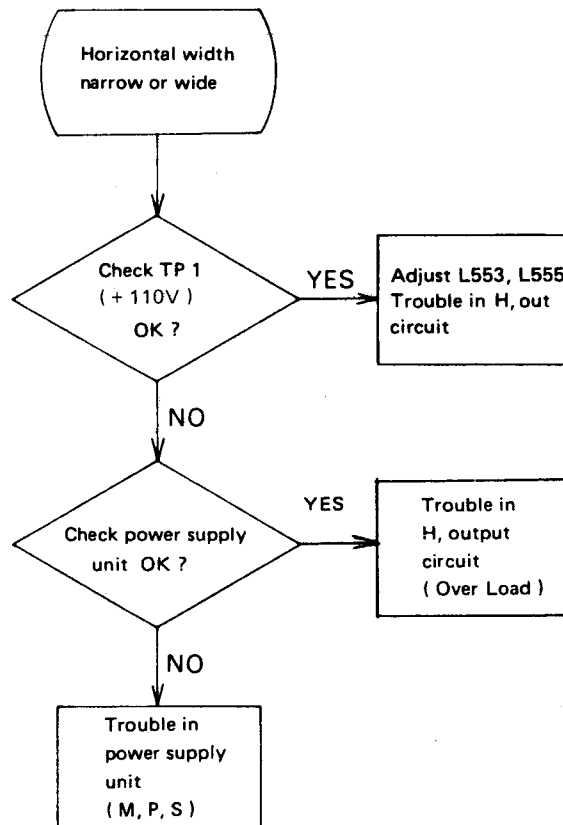 Horizontal width
narrow or wide
Check TP 1
( + 110V )
OK ?
YES
Adjust L553, L555
Trouble in H, out
circuit
NO
Check power supply
unit OK ?
YES
Trouble in
H, output
circuit
( Over Load )
NO
Trouble in
power supply
unit
( M, P, S )